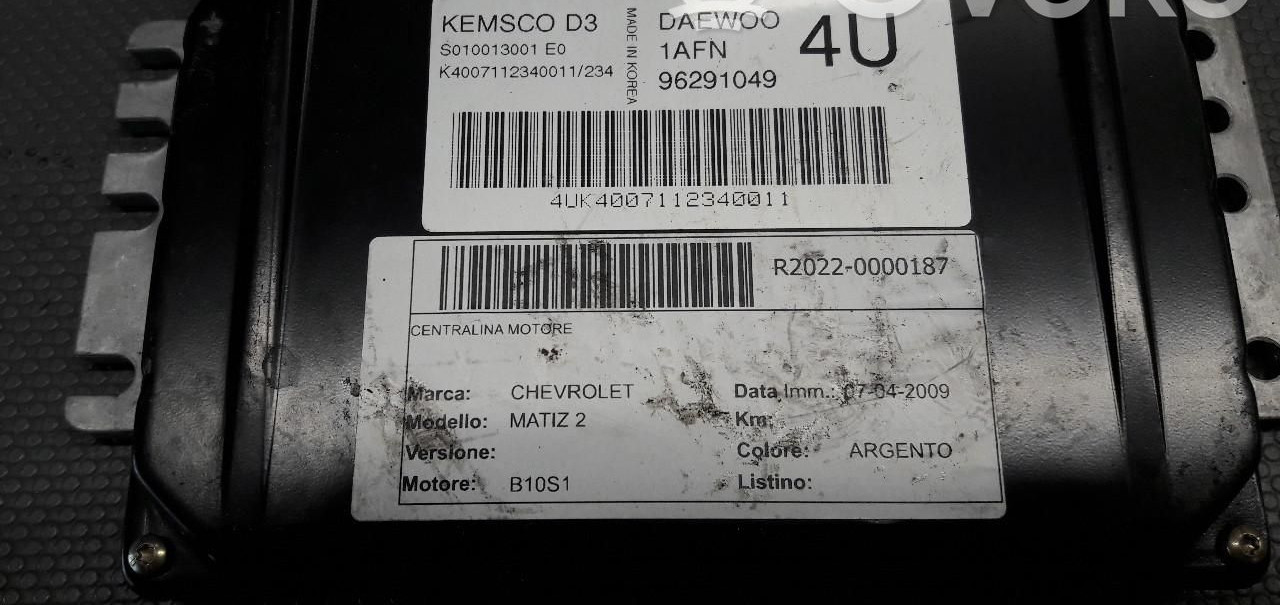 KEMSCO D3
S010013001 E0
K4007112340011/234
MADE IN KOREA
DAEWOO
1AFN
96291049
4U
4UK4007112340011
R2022-0000187
CENTRALINA MOTORE
Marca: CHEVROLET
Data Imm.: 07-04-2009
Modello: MATIZ 2
Km:
Versione:
Colore: ARGENTO
Motore: B10S1
Listino: